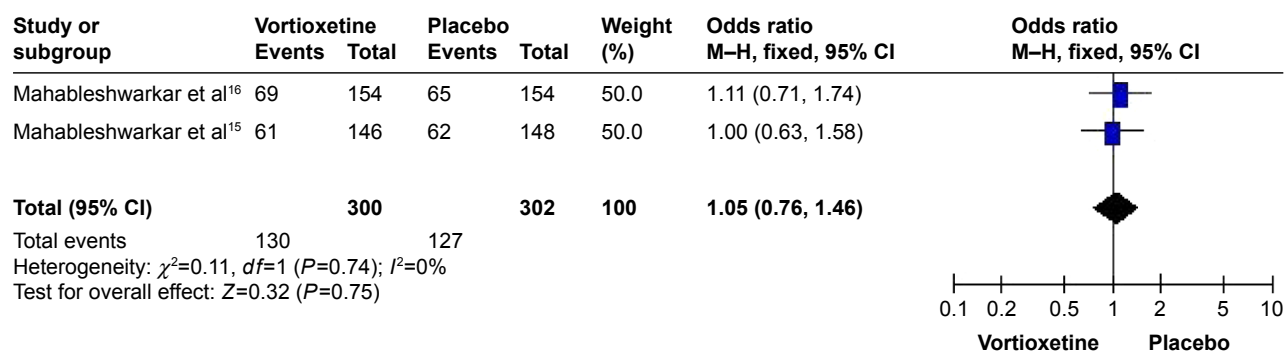 Study or Vortioxetine Placebo Weight Odds ratio Odds ratio
subgroup Events Total Events Total (%) M–H, fixed, 95% CI M–H, fixed, 95% CI
Mahableshwarkar et al¹⁶ 69 154 65 154 50.0 1.11 (0.71, 1.74)
Mahableshwarkar et al¹⁵ 61 146 62 148 50.0 1.00 (0.63, 1.58)
Total (95% CI) 300 302 100 1.05 (0.76, 1.46)
Total events 130 127
Heterogeneity: χ²=0.11, df=1 (P=0.74); I²=0%
Test for overall effect: Z=0.32 (P=0.75)
0.1 0.2 0.5 1 2 5 10
Vortioxetine Placebo